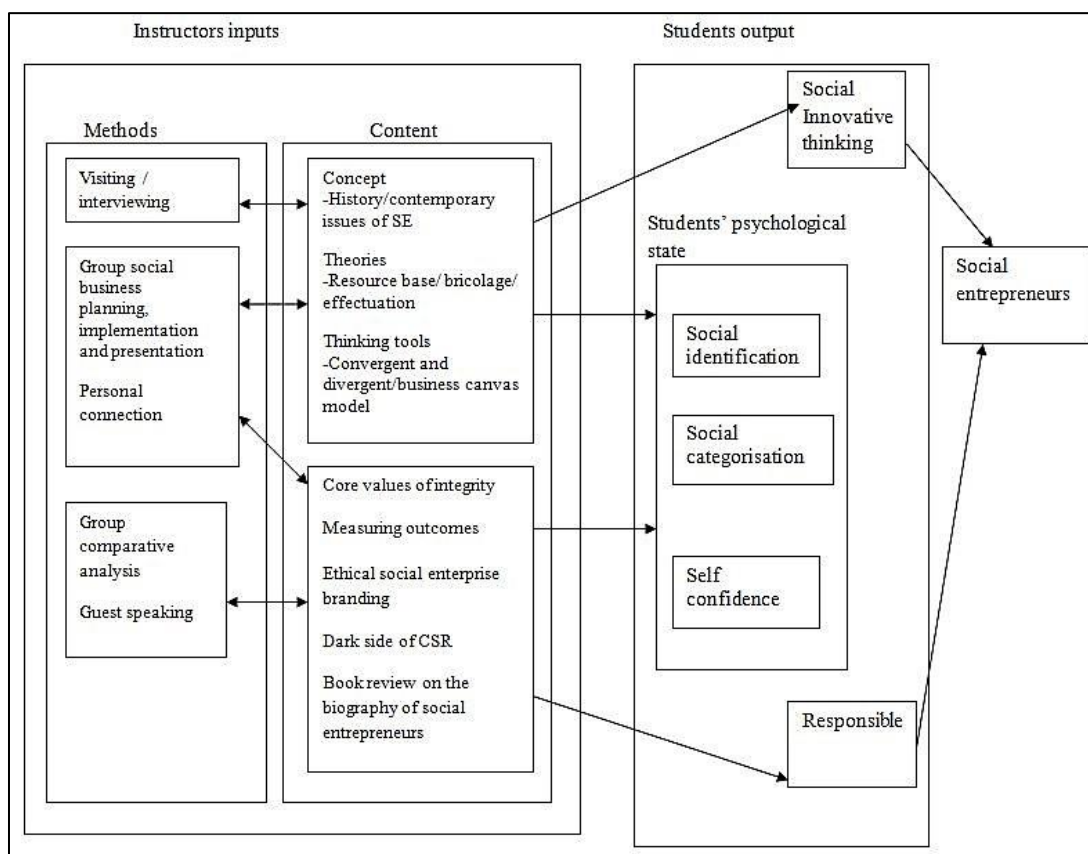 Instructors inputs
Students output
Methods
Content
Visiting /
interviewing
Group social
business
planning,
implementation
and presentation
Personal
connection
Group
comparative
analysis
Guest speaking
Concept
-History/contemporary
issues of SE
Theories
-Resource base/ bricolage/
effectuation
Thinking tools
-Convergent and
divergent/business canvas
model
Core values of integrity
Measuring outcomes
Ethical social enterprise
branding
Dark side of CSR
Book review on the
biography of social
entrepreneurs
Social
Innovative
thinking
Students’ psychological
state
Social
identification
Social
categorisation
Self
confidence
Responsible
Social
entrepreneurs